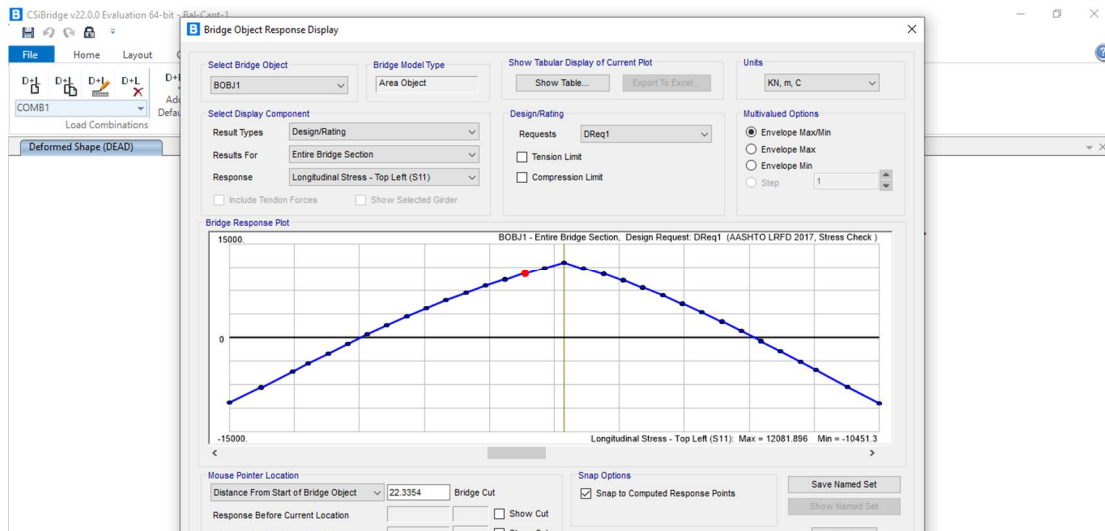 B CSiBridge v22.0.0 Evaluation 64-bit - Bal-Cant-1
B Bridge Object Response Display
File Home Layout
D+L D+L D+L D+L D+
COMB1
Load Combinations
Add
Defau
Deformed Shape (DEAD)
Select Bridge Object
BOBJ1
Bridge Model Type
Area Object
Show Tabular Display of Current Plot
Show Table...
Export To Excel...
Units
KN, m, C
Select Display Component
Result Types Design/Rating
Results For Entire Bridge Section
Response Longitudinal Stress - Top Left (S11)
Include Tendon Forces
Show Selected Girder
Design/Rating
Requests DReq1
Tension Limit
Compression Limit
Multivalued Options
Envelope Max/Min
Envelope Max
Envelope Min
Step 1
Bridge Response Plot
15000.
BOBJ1 - Entire Bridge Section, Design Request: DReq1 (AASHTO LRFD 2017, Stress Check )
0
-15000.
Longitudinal Stress - Top Left (S11): Max = 12081.896 Min = -10451.3
Mouse Pointer Location
Distance From Start of Bridge Object 22.3354 Bridge Cut
Response Before Current Location
Show Cut
Snap Options
Snap to Computed Response Points
Save Named Set
Show Named Set